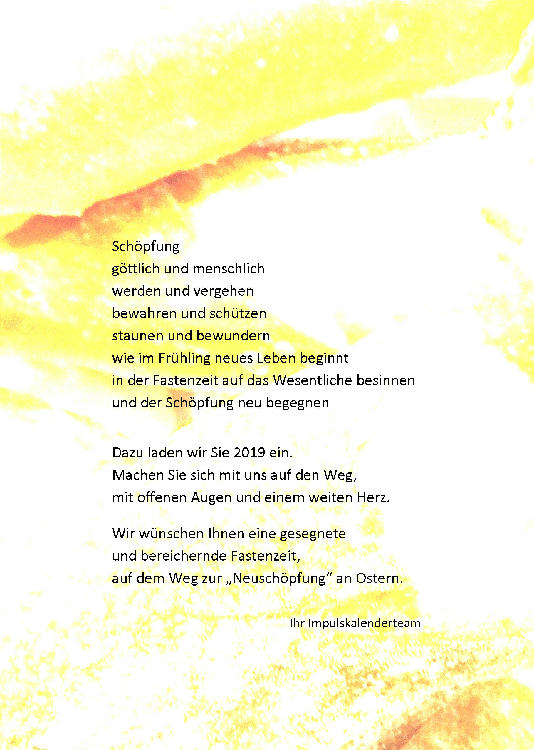 Schöpfung
göttlich und menschlich
werden und vergehen
bewahren und schützen
staunen und bewundern
wie im Frühling neues Leben beginnt
in der Fastenzeit auf das Wesentliche besinnen
und der Schöpfung neu begegnen
Dazu laden wir Sie 2019 ein.
Machen Sie sich mit uns auf den Weg,
mit offenen Augen und einem weiten Herz.
Wir wünschen Ihnen eine gesegnete
und bereichernde Fastenzeit,
auf dem Weg zur „Neuschöpfung“ an Ostern.
Ihr Impulskalenderteam